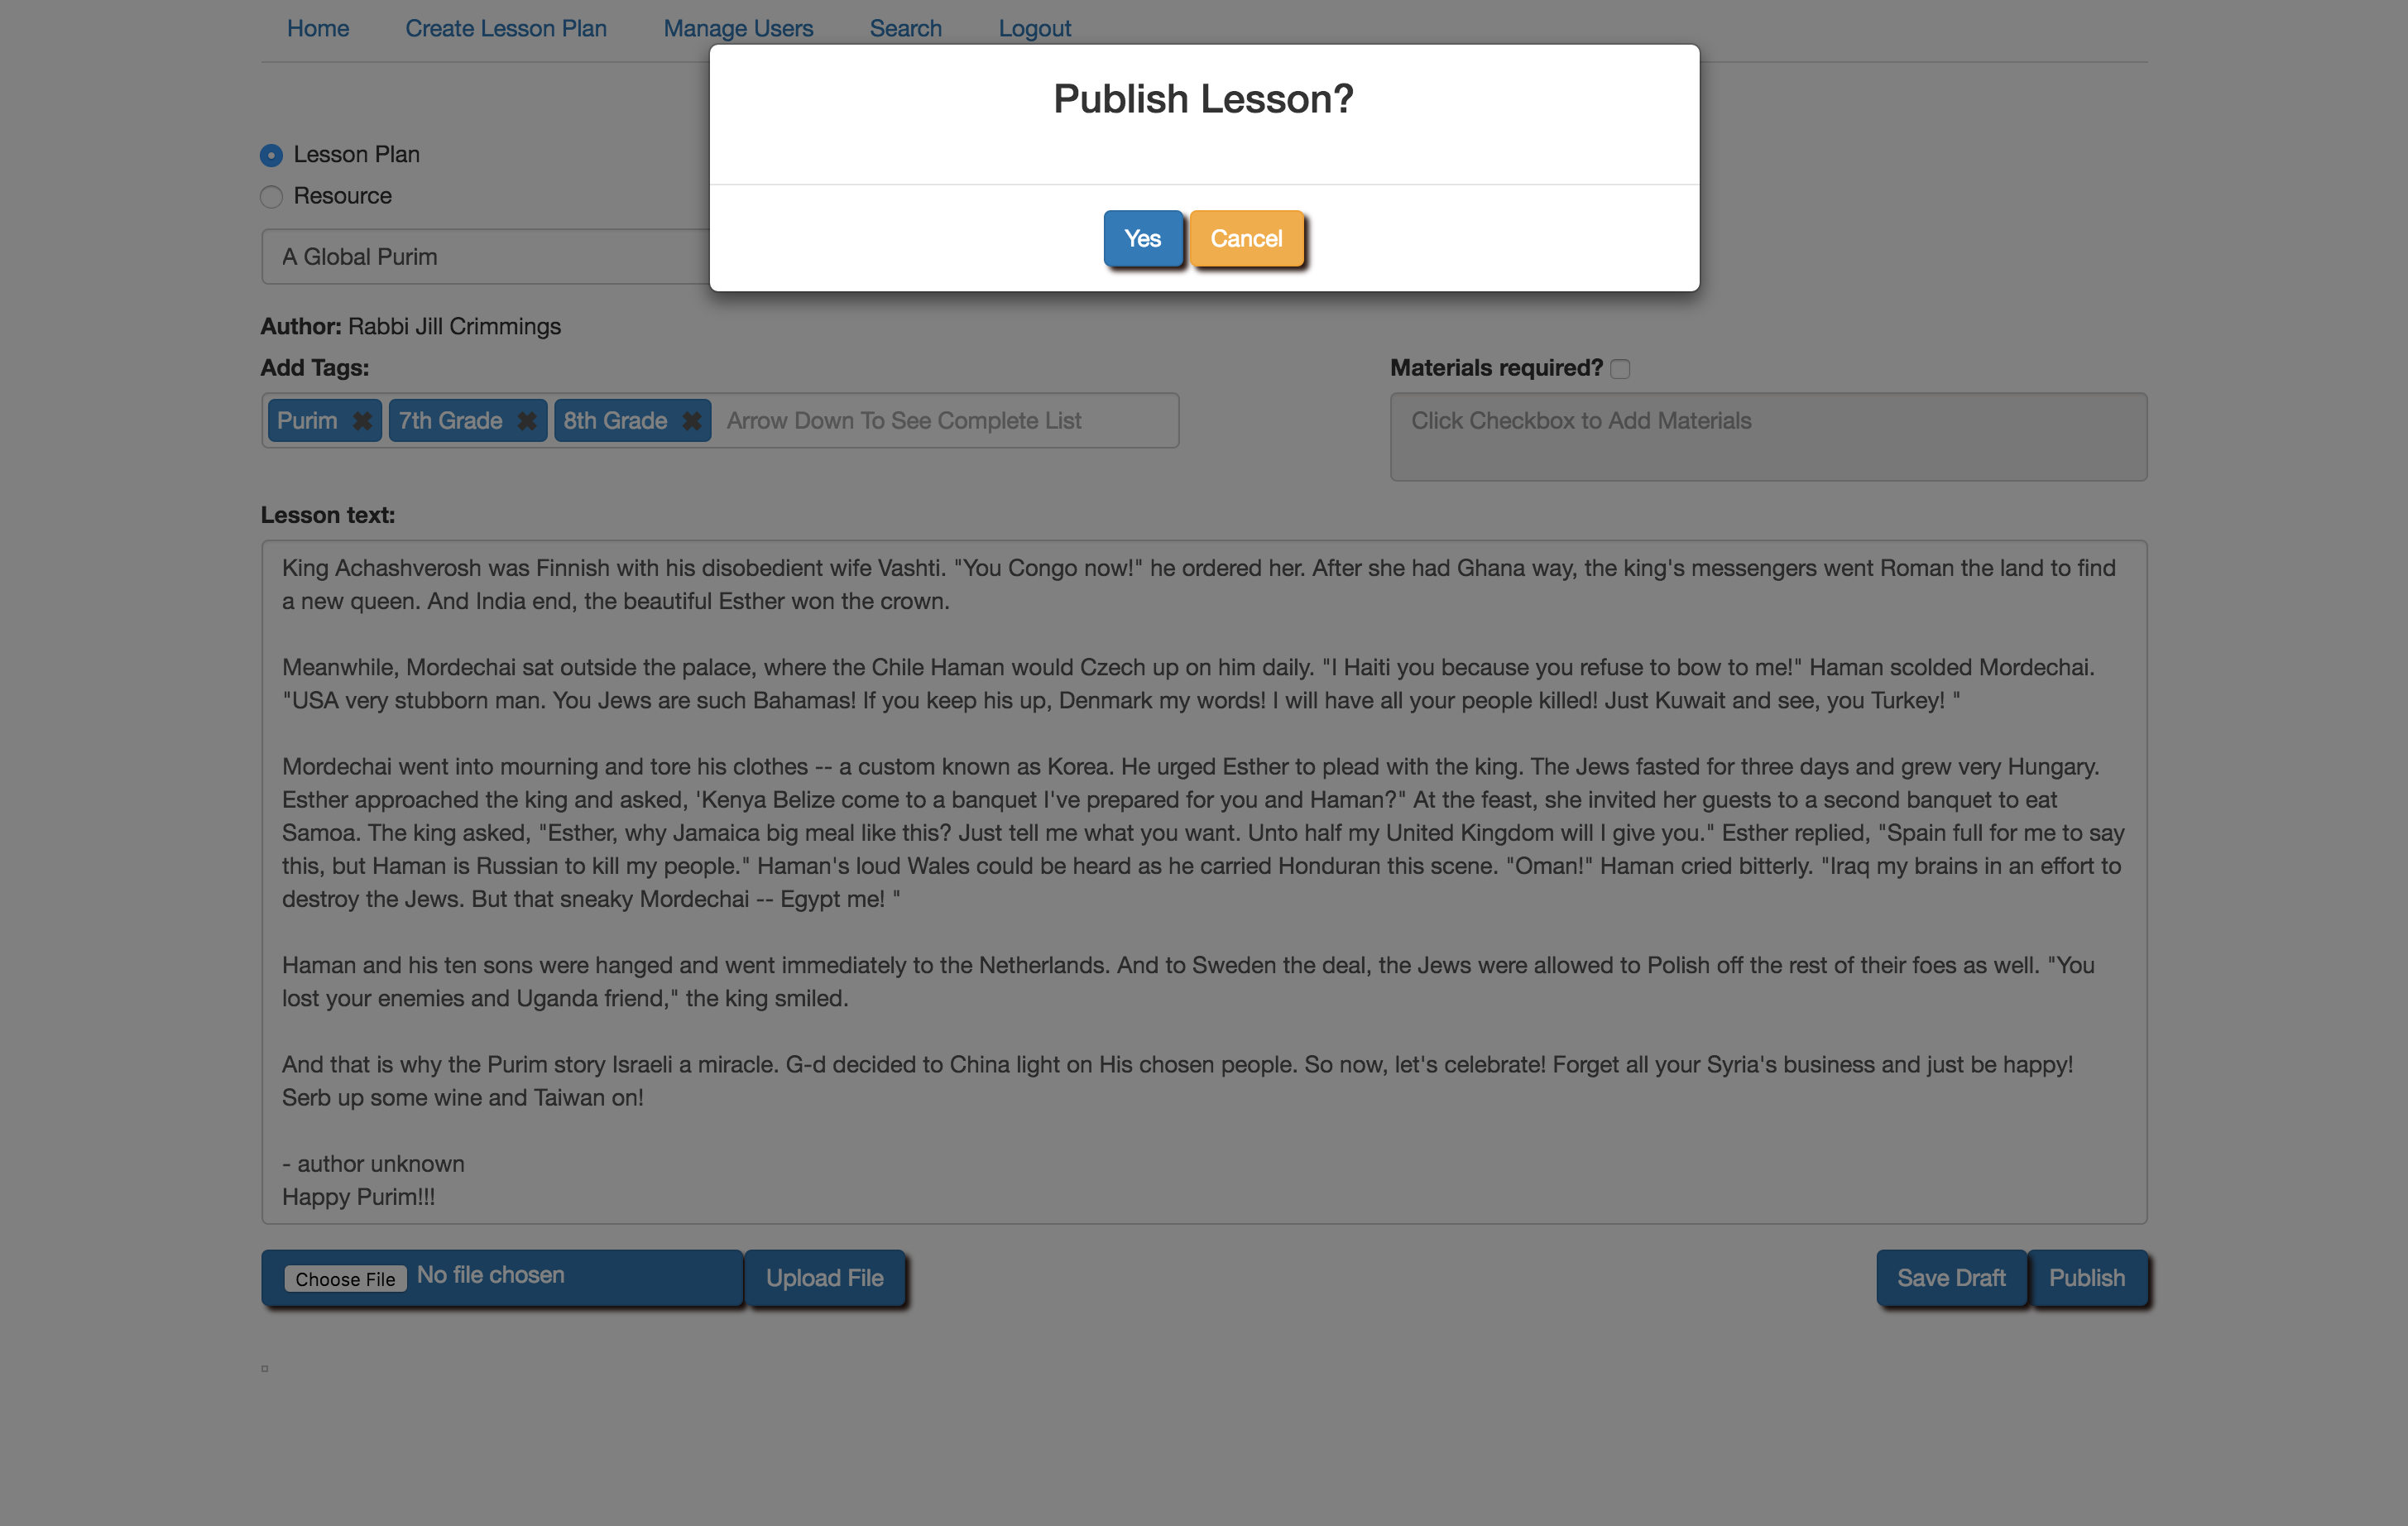 Home Create Lesson Plan Manage Users Search Logout
Publish Lesson?
Yes Cancel
Lesson Plan
Resource
A Global Purim
Author: Rabbi Jill Crimmings
Add Tags:
Materials required?
Purim ✖ 7th Grade ✖ 8th Grade ✖ Arrow Down To See Complete List
Click Checkbox to Add Materials
Lesson text:
King Achashverosh was Finnish with his disobedient wife Vashti. "You Congo now!" he ordered her. After she had Ghana way, the king's messengers went Roman the land to find
a new queen. And India end, the beautiful Esther won the crown.
Meanwhile, Mordechai sat outside the palace, where the Chile Haman would Czech up on him daily. "I Haiti you because you refuse to bow to me!" Haman scolded Mordechai.
"USA very stubborn man. You Jews are such Bahamas! If you keep his up, Denmark my words! I will have all your people killed! Just Kuwait and see, you Turkey! "
Mordechai went into mourning and tore his clothes -- a custom known as Korea. He urged Esther to plead with the king. The Jews fasted for three days and grew very Hungary.
Esther approached the king and asked, 'Kenya Belize come to a banquet I've prepared for you and Haman?" At the feast, she invited her guests to a second banquet to eat
Samoa. The king asked, "Esther, why Jamaica big meal like this? Just tell me what you want. Unto half my United Kingdom will I give you." Esther replied, "Spain full for me to say
this, but Haman is Russian to kill my people." Haman's loud Wales could be heard as he carried Honduran this scene. "Oman!" Haman cried bitterly. "Iraq my brains in an effort to
destroy the Jews. But that sneaky Mordechai -- Egypt me! "
Haman and his ten sons were hanged and went immediately to the Netherlands. And to Sweden the deal, the Jews were allowed to Polish off the rest of their foes as well. "You
lost your enemies and Uganda friend," the king smiled.
And that is why the Purim story Israeli a miracle. G-d decided to China light on His chosen people. So now, let's celebrate! Forget all your Syria's business and just be happy!
Serb up some wine and Taiwan on!
- author unknown
Happy Purim!!!
Choose File No file chosen Upload File
Save Draft Publish